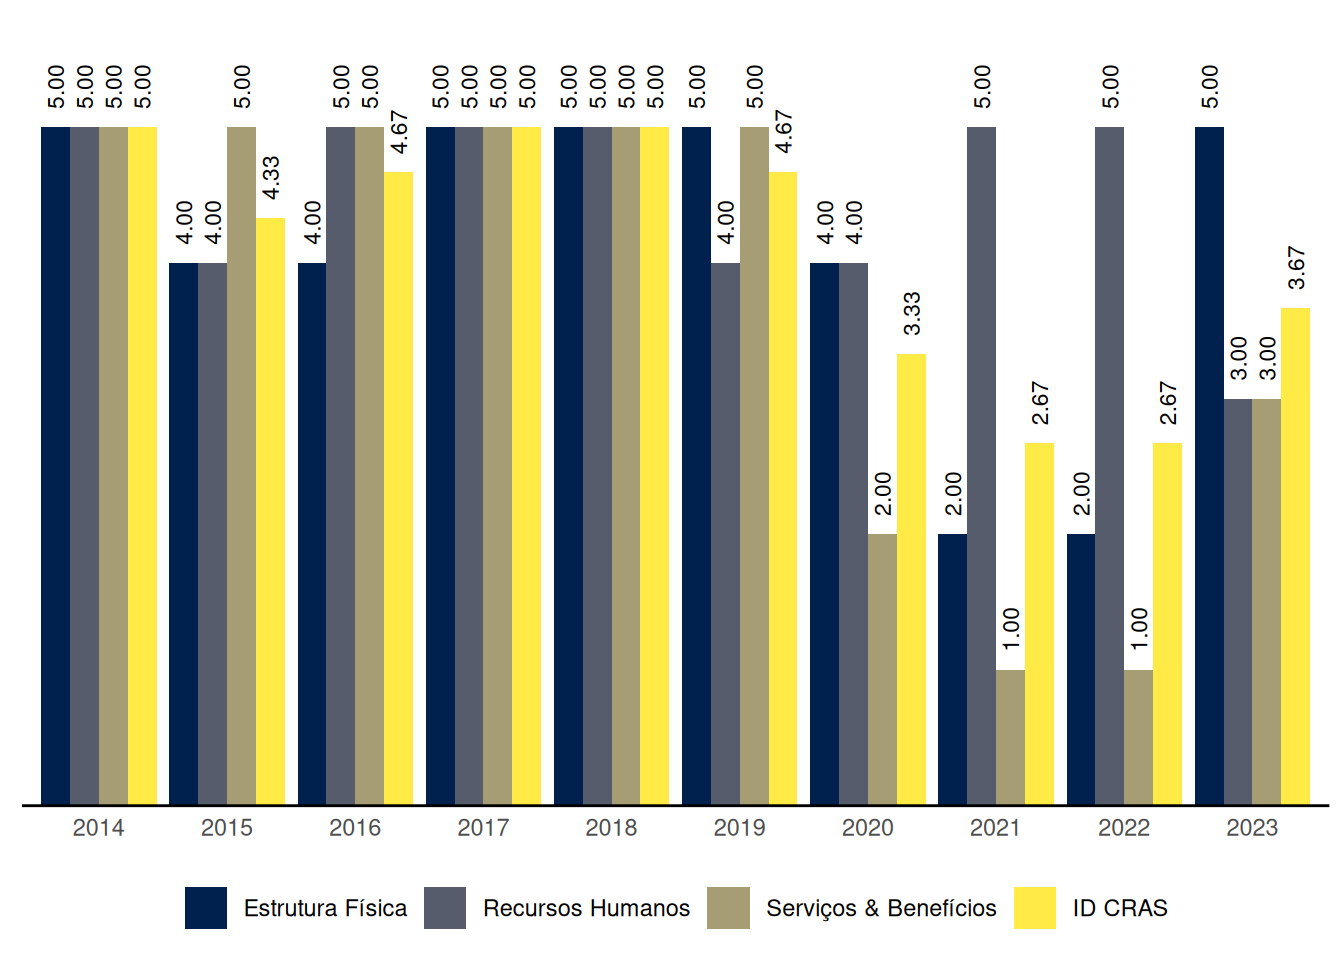 5.00 5.00 5.00 5.00 4.00 4.00 5.00 4.33 4.00 5.00 5.00 4.67 5.00 5.00 5.00 5.00 5.00 5.00 5.00 5.00 5.00 4.00 5.00 4.67 4.00 4.00 2.00 3.33 2.00 5.00 1.00 2.67 2.00 5.00 1.00 2.67 5.00 3.00 3.00 3.67
2014 2015 2016 2017 2018 2019 2020 2021 2022 2023
Estrutura Física Recursos Humanos Serviços & Benefícios ID CRAS